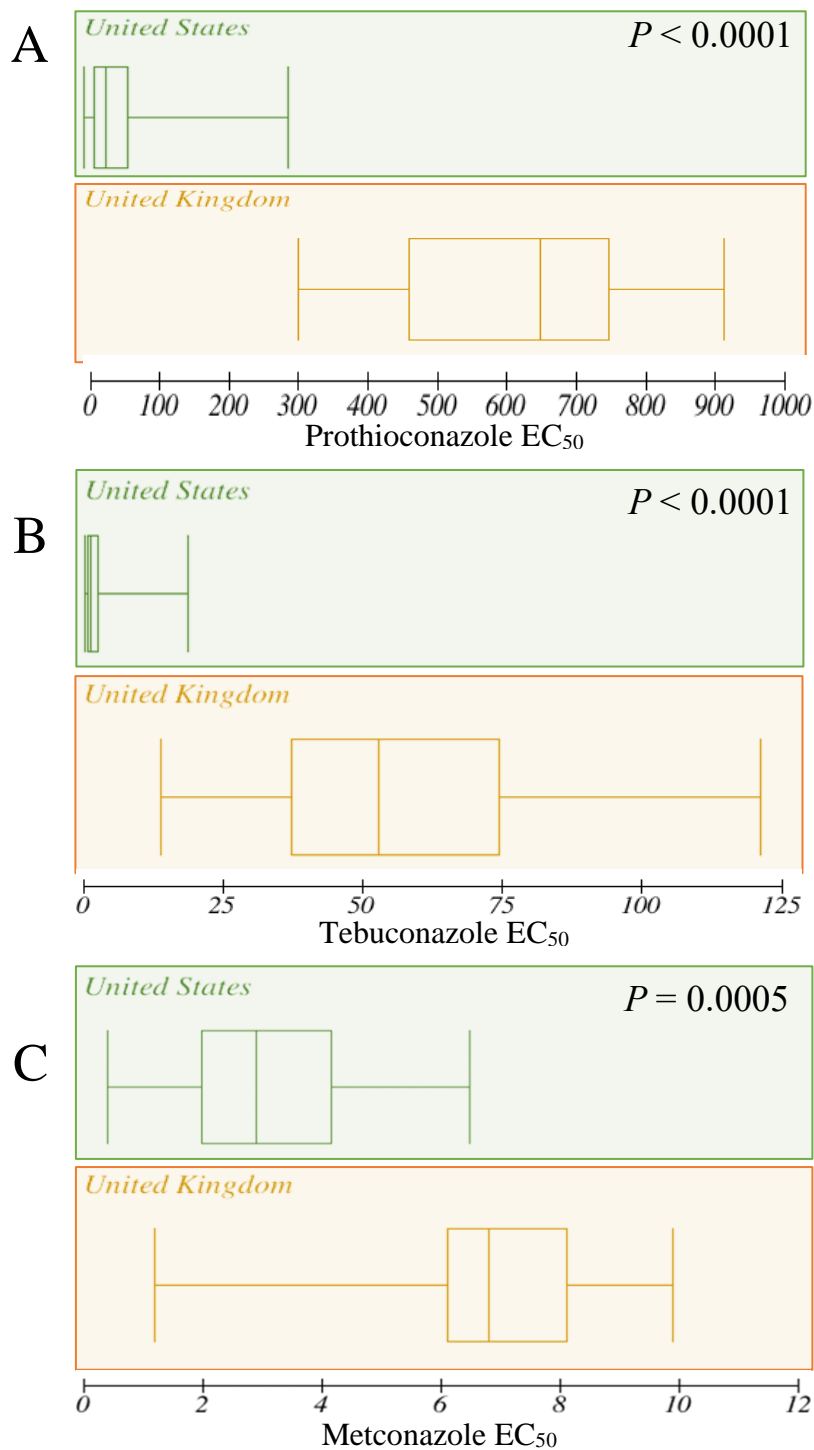 A
United States
P < 0.0001
United Kingdom
0 100 200 300 400 500 600 700 800 900 1000
Prothioconazole EC50
B
United States
P < 0.0001
United Kingdom
0 25 50 75 100 125
Tebuconazole EC50
C
United States
P = 0.0005
United Kingdom
0 2 4 6 8 10 12
Metconazole EC50